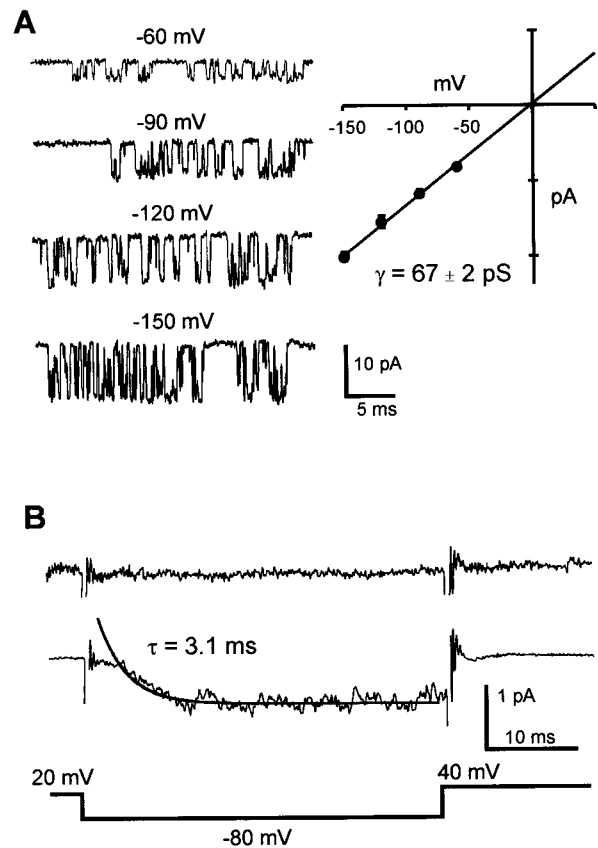 A
-60 mV
-90 mV
-120 mV
-150 mV
mV
-150 -100 -50
pA
γ = 67 ± 2 pS
10 pA
5 ms
B
τ = 3.1 ms
1 pA
10 ms
20 mV
40 mV
-80 mV